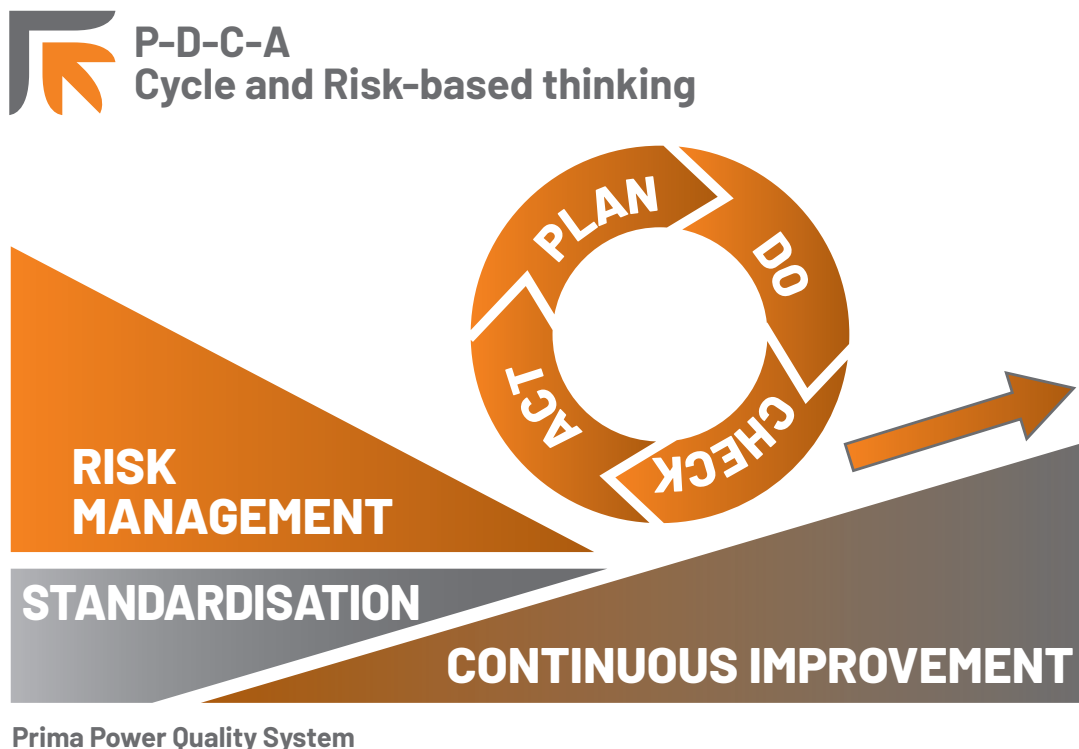 P-D-C-A
Cycle and Risk-based thinking
PLAN
DO
CHECK
ACT
RISK
MANAGEMENT
STANDARDISATION
CONTINUOUS IMPROVEMENT
Prima Power Quality System